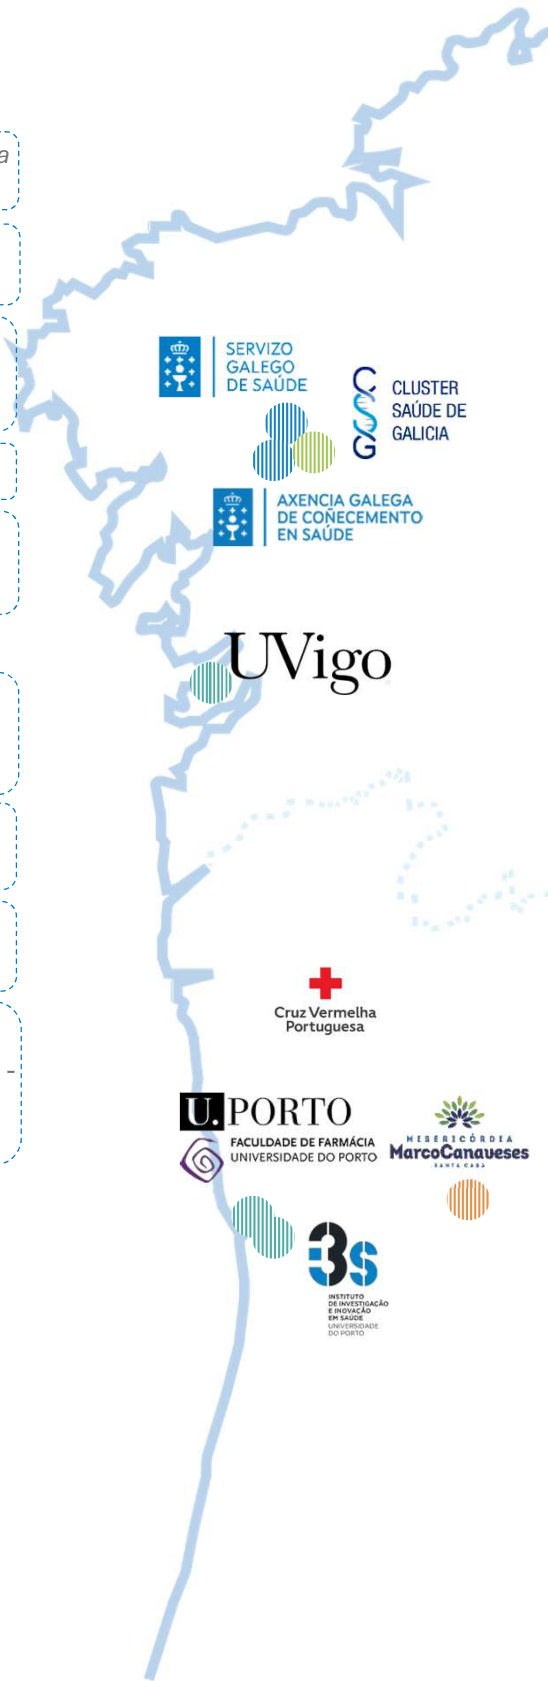 a
SERVIZO
GALEGO
DE SAÚDE
CSG
CLUSTER
SAÚDE DE
GALICIA
AXENCIA GALEGA
DE COÑECEMENTO
EN SAÚDE
UVigo
Cruz Vermelha
Portuguesa
-
U. PORTO
FACULDADE DE FARMÁCIA
UNIVERSIDADE DO PORTO
MISERICÓRDIA
MarcoCanaveses
SANTA CASA
i3s
INSTITUTO
DE INVESTIGAÇÃO
E INOVAÇÃO
EM SAÚDE
UNIVERSIDADE
DO PORTO